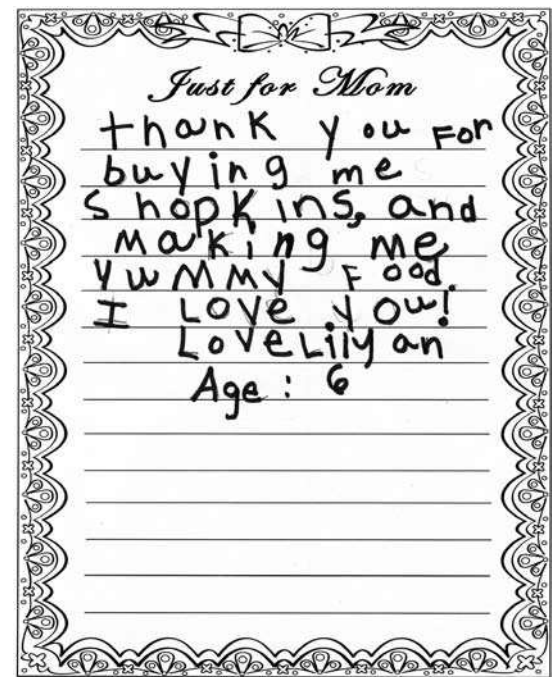 Just for Mom
thank you For
buying me
shopkins, and
making me
yummy Food.
I Love you!
Love Lilyan
Age: 6